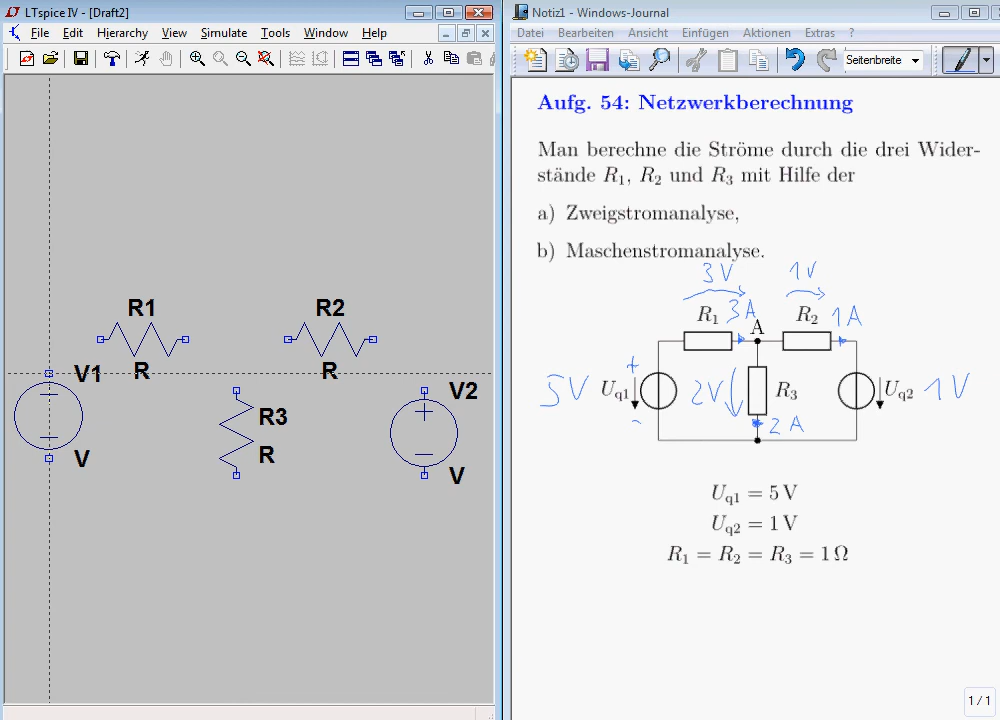 LTspice IV - [Draft2]
File Edit Hierarchy View Simulate Tools Window Help
R1
R
R2
R
V1
V
R3
R
V2
V
Notiz1 - Windows-Journal
Datei Bearbeiten Ansicht Einfügen Aktionen Extras ?
Seitenbreite
Aufg. 54: Netzwerkberechnung
Man berechne die Ströme durch die drei Wider-
stände R₁, R₂ und R₃ mit Hilfe der
a) Zweigstromanalyse,
b) Maschenstromanalyse.
3V 1V
R₁ 3A A R₂ 1A
+
5V Uq1 2V R₃ Uq2 1V
-
2A
Uq1 = 5 V
Uq2 = 1 V
R₁ = R₂ = R₃ = 1 Ω
1 / 1